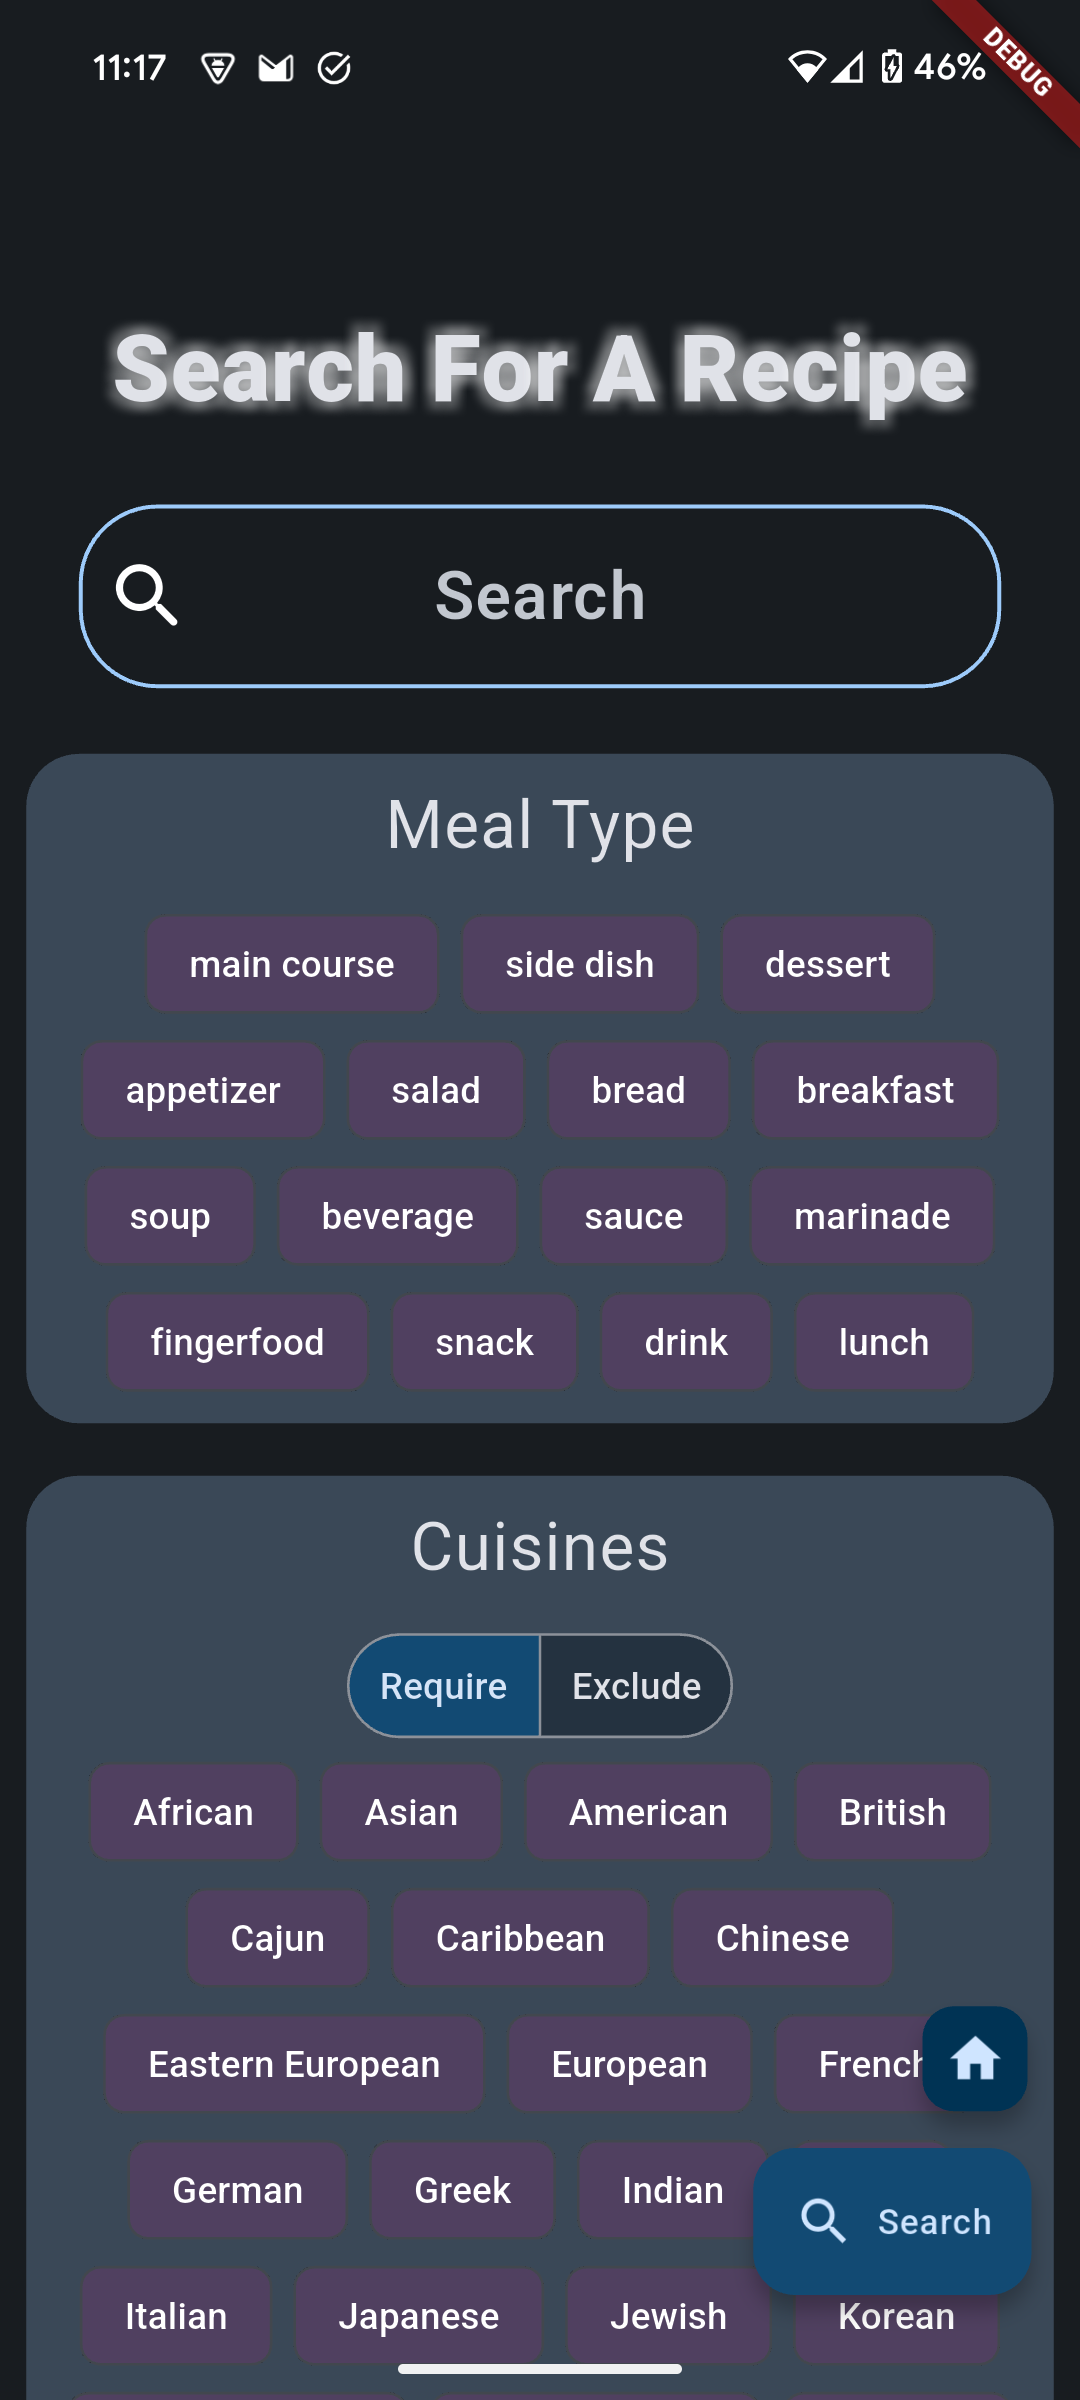 11:17 46%
DEBUG
Search For A Recipe
Search
Meal Type
main course side dish dessert
appetizer salad bread breakfast
soup beverage sauce marinade
fingerfood snack drink lunch
Cuisines
Require Exclude
African Asian American British
Cajun Caribbean Chinese
Eastern European European French
German Greek Indian
Search
Italian Japanese Jewish Korean